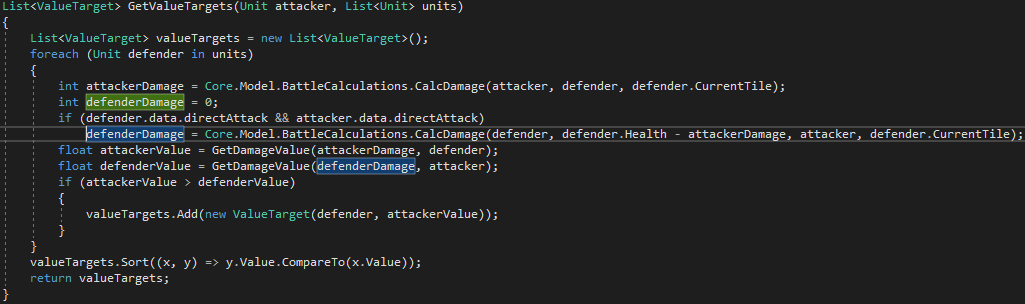 List<ValueTarget> GetValueTargets(Unit attacker, List<Unit> units)
{
List<ValueTarget> valueTargets = new List<ValueTarget>();
foreach (Unit defender in units)
{
int attackerDamage = Core.Model.BattleCalculations.CalcDamage(attacker, defender, defender.CurrentTile);
int defenderDamage = 0;
if (defender.data.directAttack && attacker.data.directAttack)
defenderDamage = Core.Model.BattleCalculations.CalcDamage(defender, defender.Health - attackerDamage, attacker, defender.CurrentTile);
float attackerValue = GetDamageValue(attackerDamage, defender);
float defenderValue = GetDamageValue(defenderDamage, attacker);
if (attackerValue > defenderValue)
{
valueTargets.Add(new ValueTarget(defender, attackerValue));
}
}
valueTargets.Sort((x, y) => y.Value.CompareTo(x.Value));
return valueTargets;
}